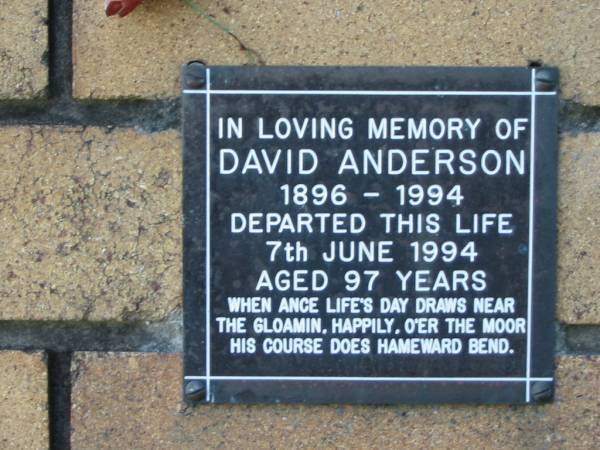 IN LOVING MEMORY OF
DAVID ANDERSON
1896 - 1994
DEPARTED THIS LIFE
7th JUNE 1994
AGED 97 YEARS
WHEN ANCE LIFE'S DAY DRAWS NEAR
THE GLOAMIN, HAPPILY, O'ER THE MOOR
HIS COURSE DOES HAMEWARD BEND.